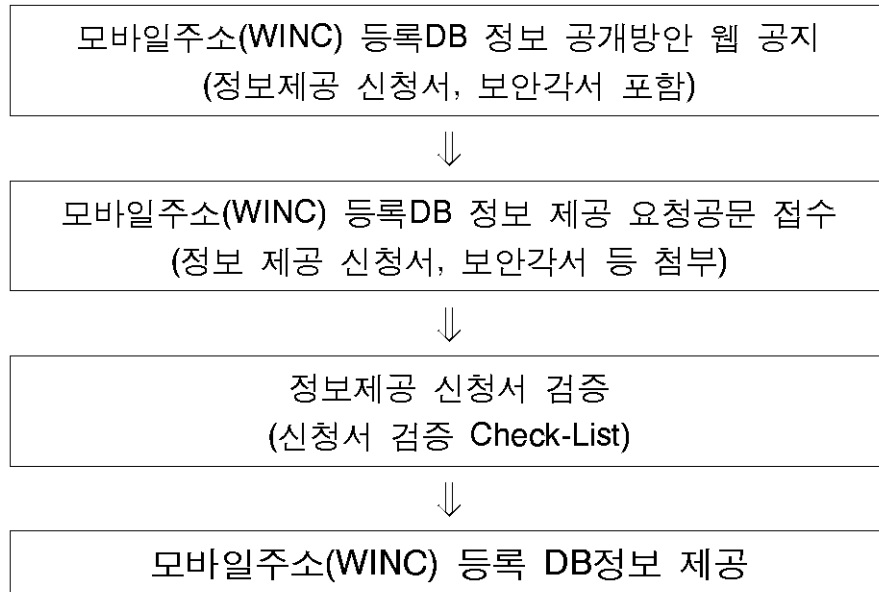 모바일주소(WINC) 등록DB 정보 공개방안 웹 공지
(정보제공 신청서, 보안각서 포함)
⇓
모바일주소(WINC) 등록DB 정보 제공 요청공문 접수
(정보 제공 신청서, 보안각서 등 첨부)
⇓
정보제공 신청서 검증
(신청서 검증 Check-List)
⇓
모바일주소(WINC) 등록 DB정보 제공